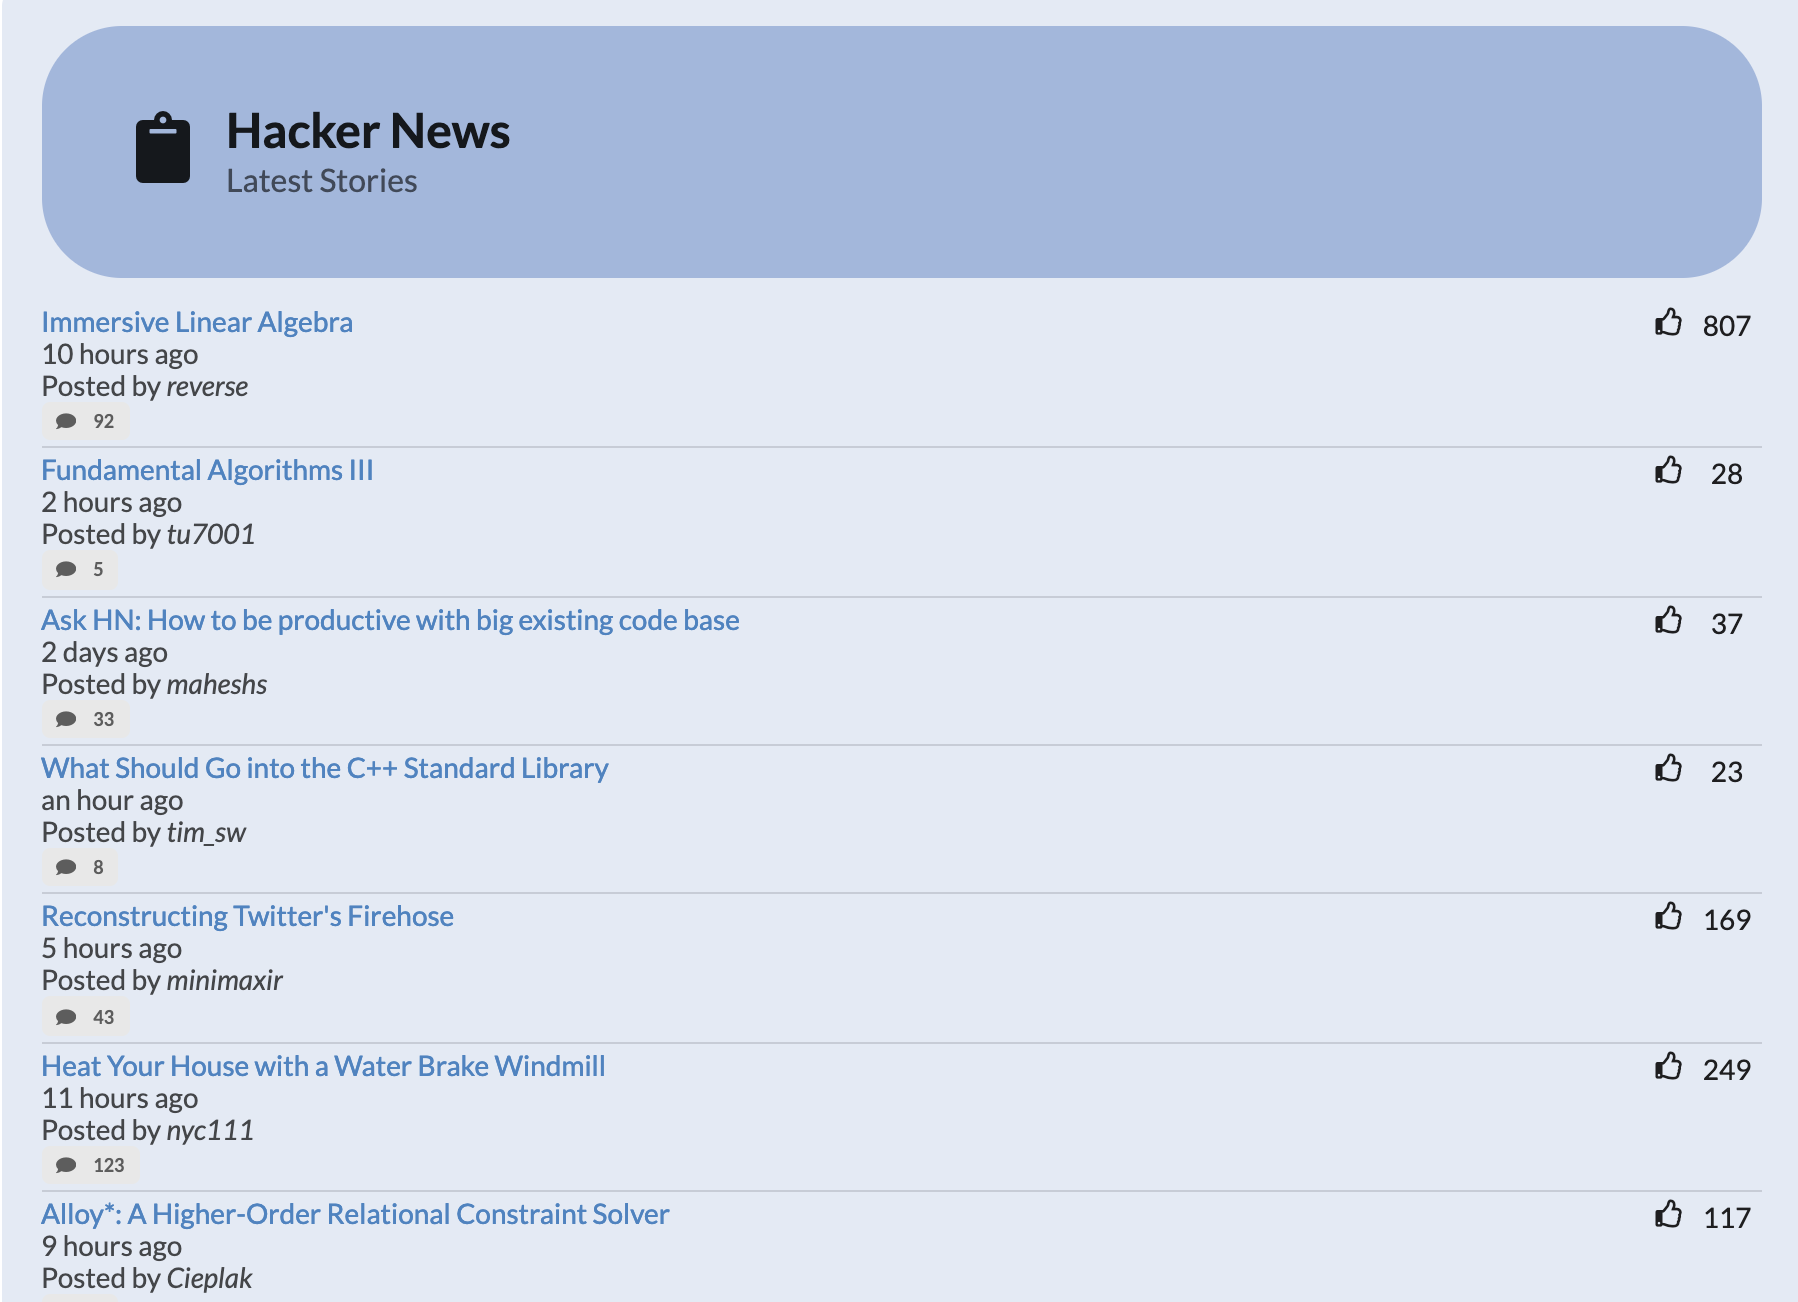 Hacker News
Latest Stories
Immersive Linear Algebra
807
10 hours ago
Posted by reverse
92
Fundamental Algorithms III
28
2 hours ago
Posted by tu7001
5
Ask HN: How to be productive with big existing code base
37
2 days ago
Posted by maheshs
33
What Should Go into the C++ Standard Library
23
an hour ago
Posted by tim_sw
8
Reconstructing Twitter's Firehose
169
5 hours ago
Posted by minimaxir
43
Heat Your House with a Water Brake Windmill
249
11 hours ago
Posted by nyc111
123
Alloy*: A Higher-Order Relational Constraint Solver
117
9 hours ago
Posted by Cieplak